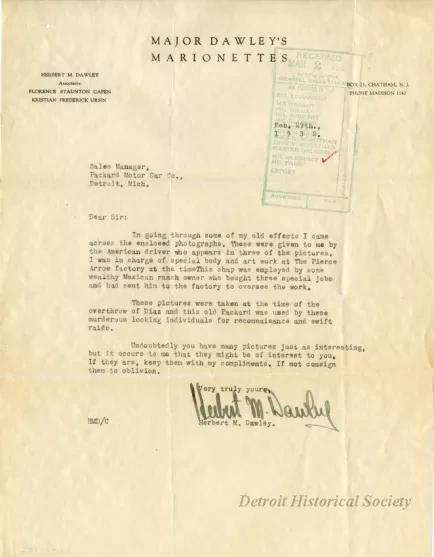 MAJOR DAWLEY'S
MARIONETTES
HERBERT M. DAWLEY
Associates
FLORENCE STAUNTON CAPEN
KRISTIAN FREDERICK URSIN
BOX 23, CHATHAM, N. J.
PHONE MADISON 1140
RECEIVED
MAR 2
EXPORT
Feb. 29th.,
1932.
Sales Manager,
Packard Motor Car Co.,
Detroit, Mich.
Dear Sir:
In going through some of my old effects I came
across the enclosed photographs. These were given to me by
the American driver who appears in three of the pictures.
I was in charge of special body and art work at The Pierce
Arrow factory at the timeThis chap was employed by some
wealthy Mexican ranch owner who bought three special jobs
and had sent him to the factory to oversee the work.
These pictures were taken at the time of the
overthrow of Diaz and this old Packard was used by these
murderous looking individuals for reconnaisance and swift
raids.
Undoubtedly you have many pictures just as interesting,
but it occurs to me that they might be of interest to you.
If they are, keep them with my compliments. If not consign
them to oblivion.
Very truly yours,
Herbert M. Dawley
Herbert M. Dawley.
HMD/C
Detroit Historical Society